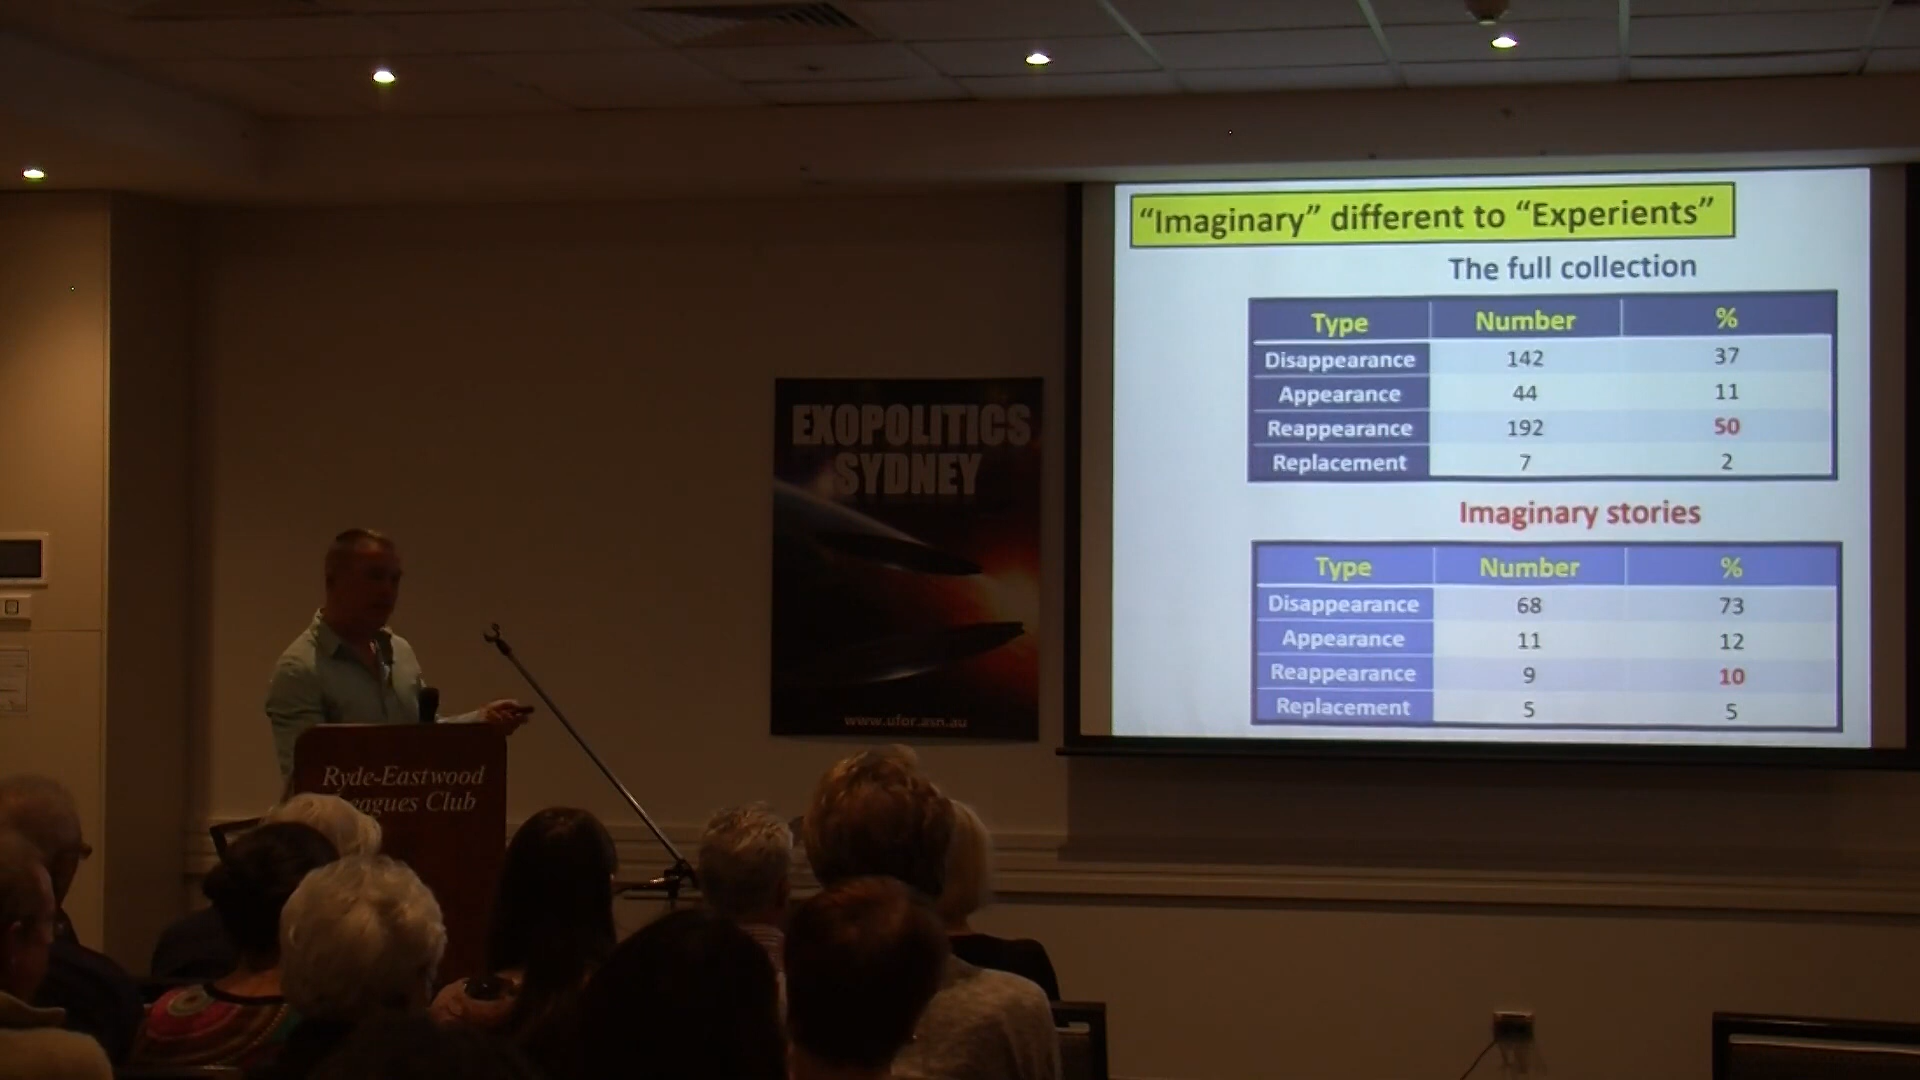 “Imaginary” different to “Experients”
The full collection
Type Number %
Disappearance 142 37
Appearance 44 11
Reappearance 192 50
Replacement 7 2
Imaginary stories
Type Number %
Disappearance 68 73
Appearance 11 12
Reappearance 9 10
Replacement 5 5
EXOPOLITICS
SYDNEY
www.ufor.asn.au
Ryde-Eastwood
eagues Club